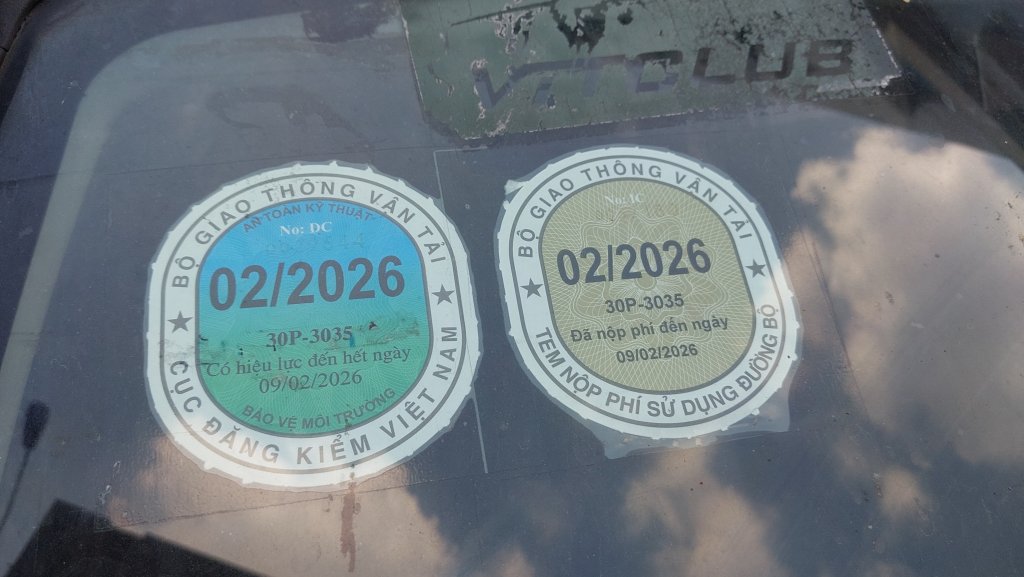 VITCLUB
BỘ GIAO THÔNG VẬN TẢI
AN TOÀN KỸ THUẬT
No: DC
02/2026
30P-3035
Có hiệu lực đến hết ngày
09/02/2026
BẢO VỆ MÔI TRƯỜNG
CỤC ĐĂNG KIỂM VIỆT NAM
BỘ GIAO THÔNG VẬN TẢI
No: IC
02/2026
30P-3035
Đã nộp phí đến ngày
09/02/2026
TEM NỘP PHÍ SỬ DỤNG ĐƯỜNG BỘ